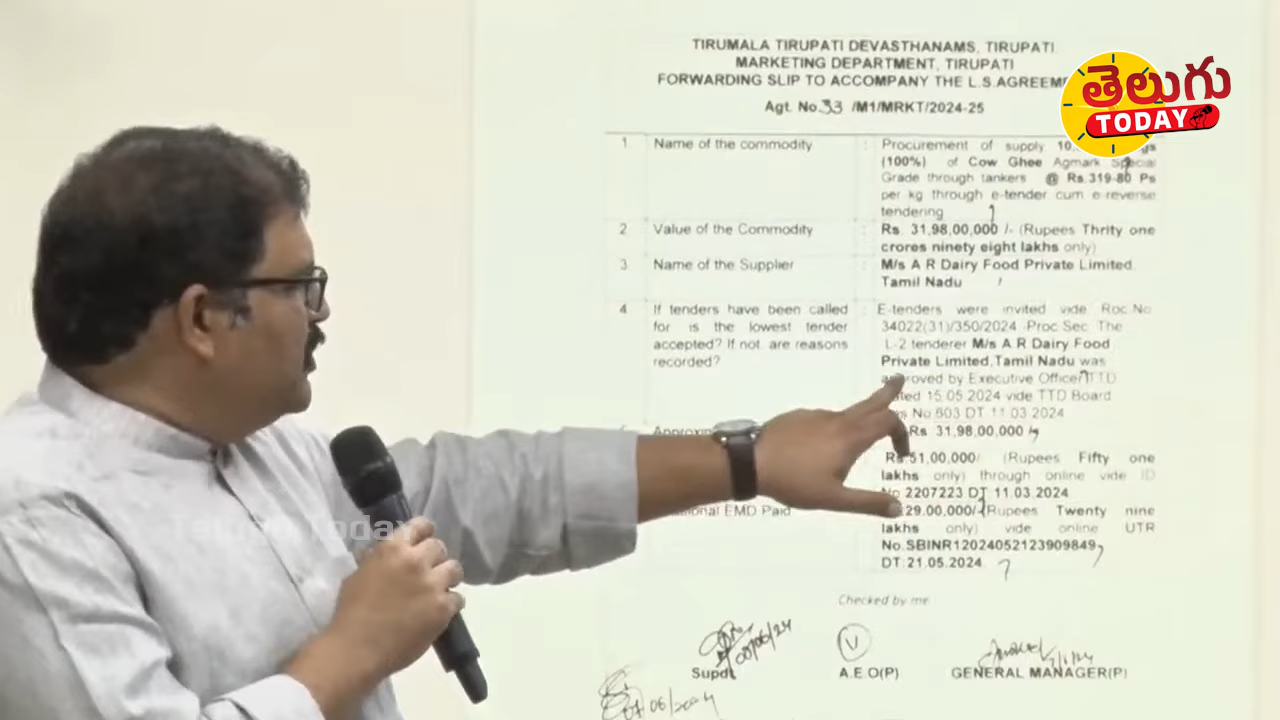 TIRUMALA TIRUPATI DEVASTHANAMS, TIRUPATI
MARKETING DEPARTMENT, TIRUPATI
FORWARDING SLIP TO ACCOMPANY THE L.S.AGREEME
Agt. No.33 /M1/MRKT/2024-25
తెలుగు
TODAY
1 Name of the commodity : Procurement of supply
(100%) of Cow Ghee Agmark Special
Grade through tankers @ Rs.319-80 Ps
per kg through e-tender cum e-reverse
tendering
2 Value of the Commodity : Rs. 31,98,00,000 /- (Rupees Thrity one
crores ninety eight lakhs only)
3 Name of the Supplier : M/s A R Dairy Food Private Limited,
Tamil Nadu
4 If tenders have been called : E-tenders were invited vide Roc.No
for is the lowest tender 34022(31)/350/2024 -Proc Sec. The
accepted? If not are reasons L-2 tenderer M/s A R Dairy Food
recorded? Private Limited, Tamil Nadu was
approved by Executive Officer TTD
15.05.2024 vide TTD Board
No.603 DT 11.03.2024
Rs 31,98,00,000 /-
Rs.51,00,000/- (Rupees Fifty one
lakhs only) through online vide ID
No 2207223 DT 11.03.2024
EMD Paid 29,00,000/- (Rupees Twenty nine
lakhs only) vide online UTR
No.SBINR12024052123909849,
DT:21.05.2024
Telugu Today
Checked by me
Supdt A.E.O(P) GENERAL MANAGER(P)